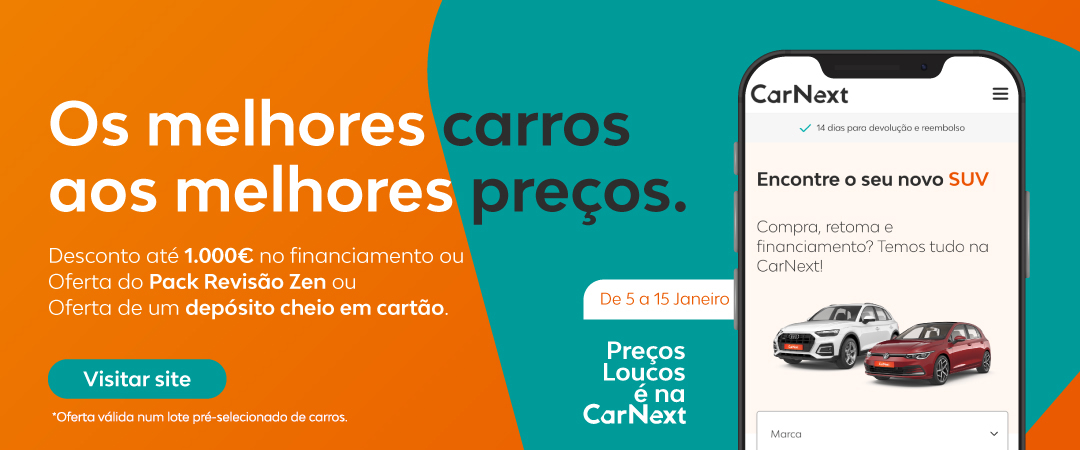 Os melhores carros
aos melhores preços.
Desconto até 1.000€ no financiamento ou
Oferta do Pack Revisão Zen ou
Oferta de um depósito cheio em cartão.
Visitar site
*Oferta válida num lote pré-selecionado de carros.
De 5 a 15 Janeiro
Preços
Loucos
é na
CarNext
CarNext
14 dias para devolução e reembolso
Encontre o seu novo SUV
Compra, retoma e
financiamento? Temos tudo na
CarNext!
Marca